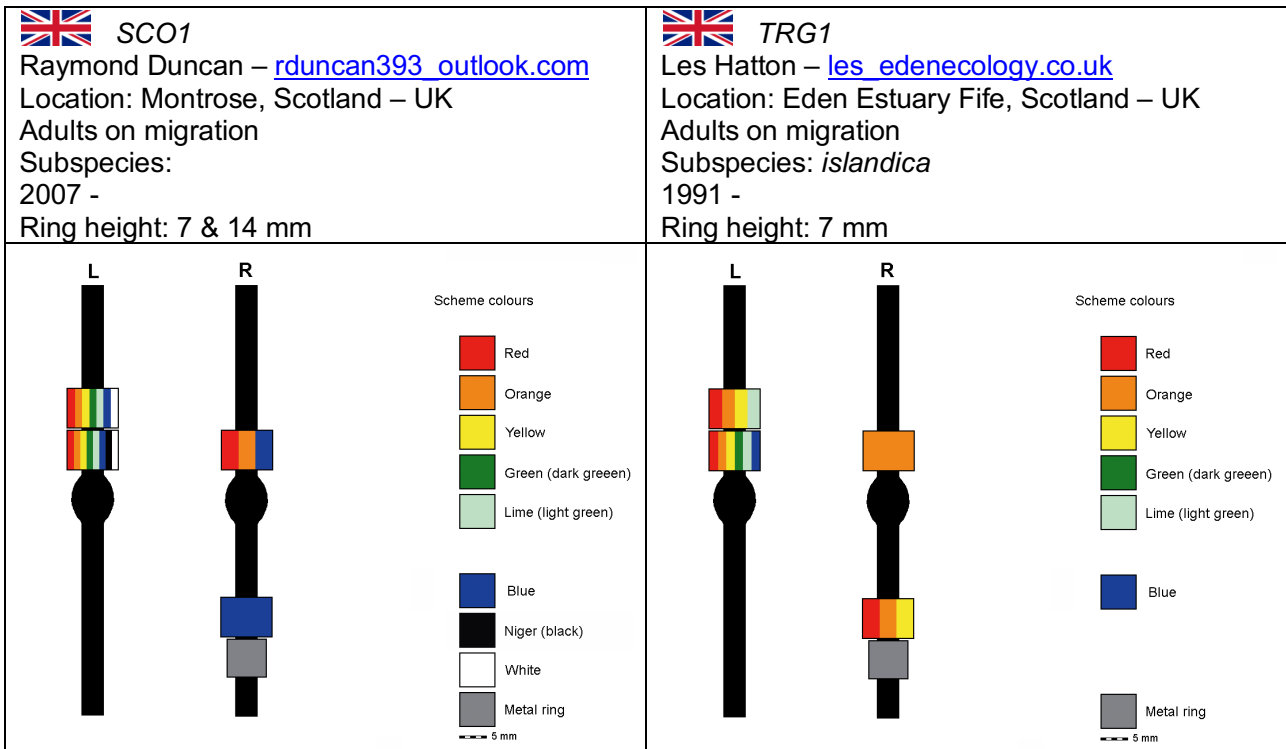 SCO1
Raymond Duncan – rduncan393_outlook.com
Location: Montrose, Scotland – UK
Adults on migration
Subspecies:
2007 -
Ring height: 7 & 14 mm
TRG1
Les Hatton – les_edenecology.co.uk
Location: Eden Estuary Fife, Scotland – UK
Adults on migration
Subspecies: islandica
1991 -
Ring height: 7 mm
L
R
Scheme colours
Red
Orange
Yellow
Green (dark greeen)
Lime (light green)
Blue
Niger (black)
White
Metal ring
5 mm
L
R
Scheme colours
Red
Orange
Yellow
Green (dark greeen)
Lime (light green)
Blue
Metal ring
5 mm